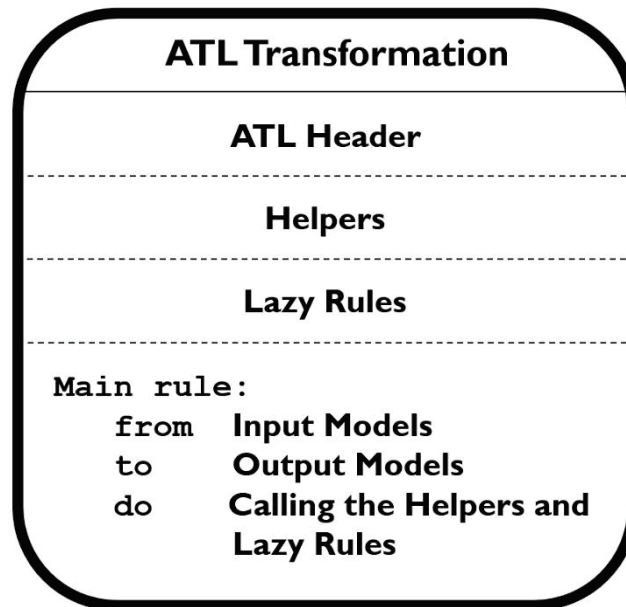 ATL Transformation
ATL Header
Helpers
Lazy Rules
Main rule:
from Input Models
to Output Models
do Calling the Helpers and
Lazy Rules